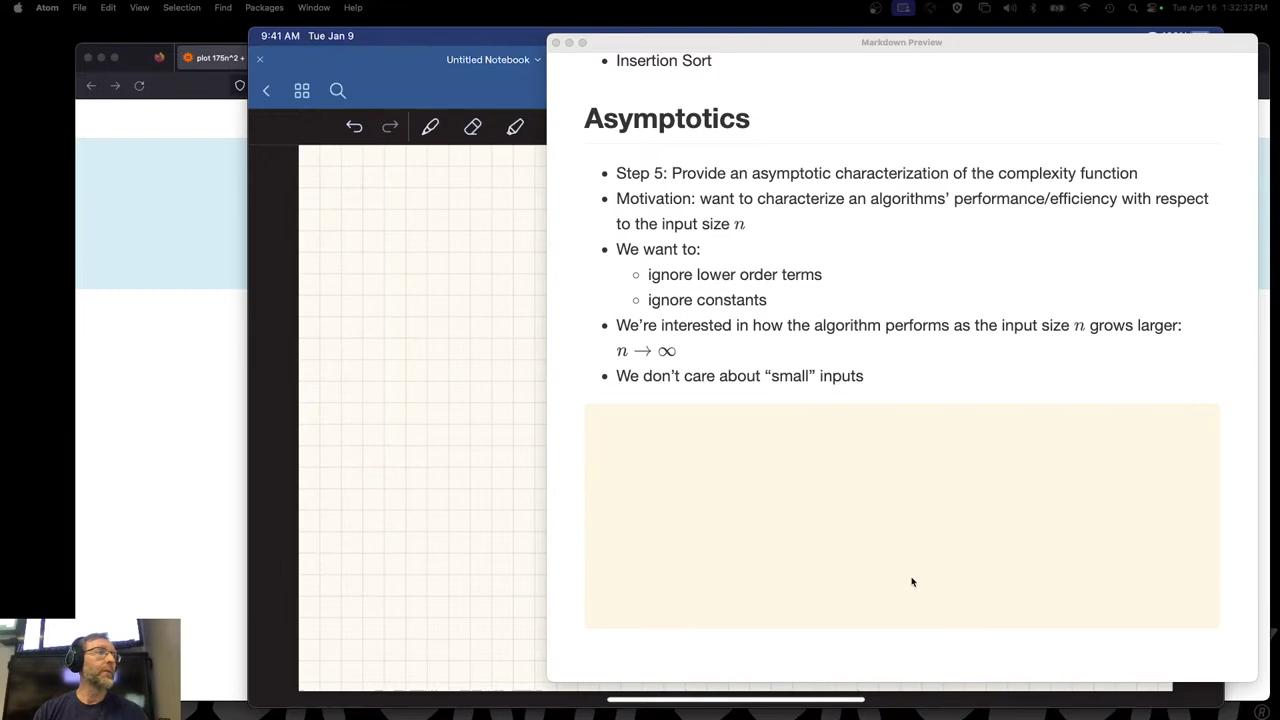 Atom File Edit View Selection Find Packages Window Help
Tue Apr 16 1:32:32 PM
9:41 AM Tue Jan 9
Markdown Preview
plot 175n^2 +
Untitled Notebook
• Insertion Sort
Asymptotics
• Step 5: Provide an asymptotic characterization of the complexity function
• Motivation: want to characterize an algorithms’ performance/efficiency with respect
to the input size n
• We want to:
◦ ignore lower order terms
◦ ignore constants
• We’re interested in how the algorithm performs as the input size n grows larger:
n → ∞
• We don’t care about “small” inputs